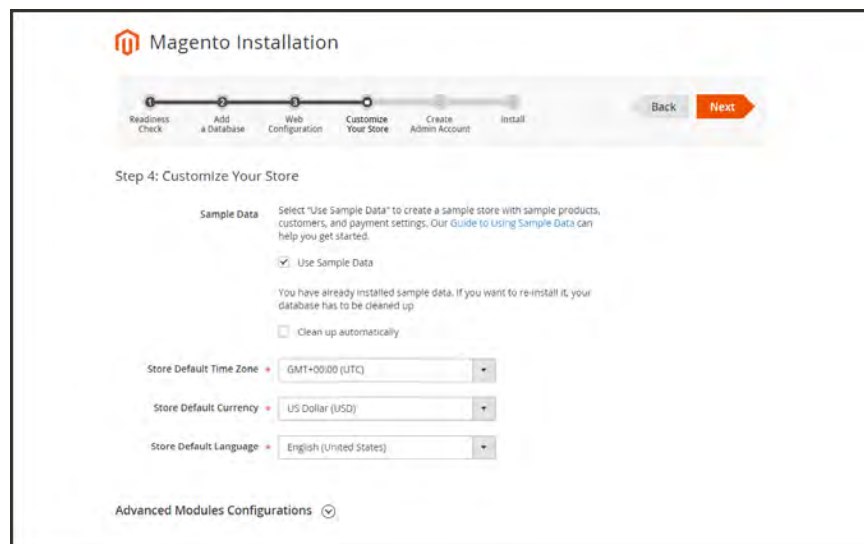 Magento Installation
1 2 3
Readiness Check
Add a Database
Web Configuration
Customize Your Store
Create Admin Account
Install
Back
Next
Step 4: Customize Your Store
Sample Data
Select "Use Sample Data" to create a sample store with sample products,
customers, and payment settings. Our Guide to Using Sample Data can
help you get started.
Use Sample Data
You have already installed sample data. If you want to re-install it, your
database has to be cleaned up
Clean up automatically
Store Default Time Zone * GMT+00:00 (UTC)
Store Default Currency * US Dollar (USD)
Store Default Language * English (United States)
Advanced Modules Configurations